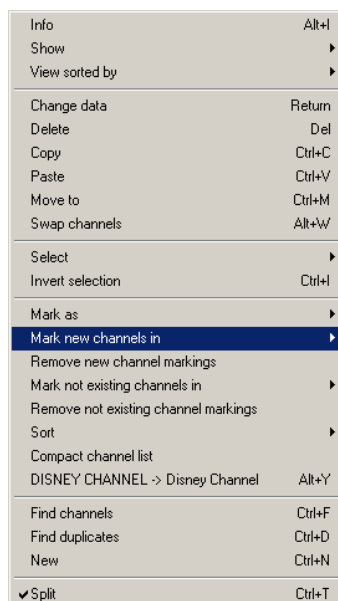 Info Alt+I
Show
View sorted by
Change data Return
Delete Del
Copy Ctrl+C
Paste Ctrl+V
Move to Ctrl+M
Swap channels Alt+W
Select
Invert selection Ctrl+I
Mark as
Mark new channels in
Remove new channel markings
Mark not existing channels in
Remove not existing channel markings
Sort
Compact channel list
DISNEY CHANNEL -> Disney Channel Alt+Y
Find channels Ctrl+F
Find duplicates Ctrl+D
New Ctrl+N
Split Ctrl+T